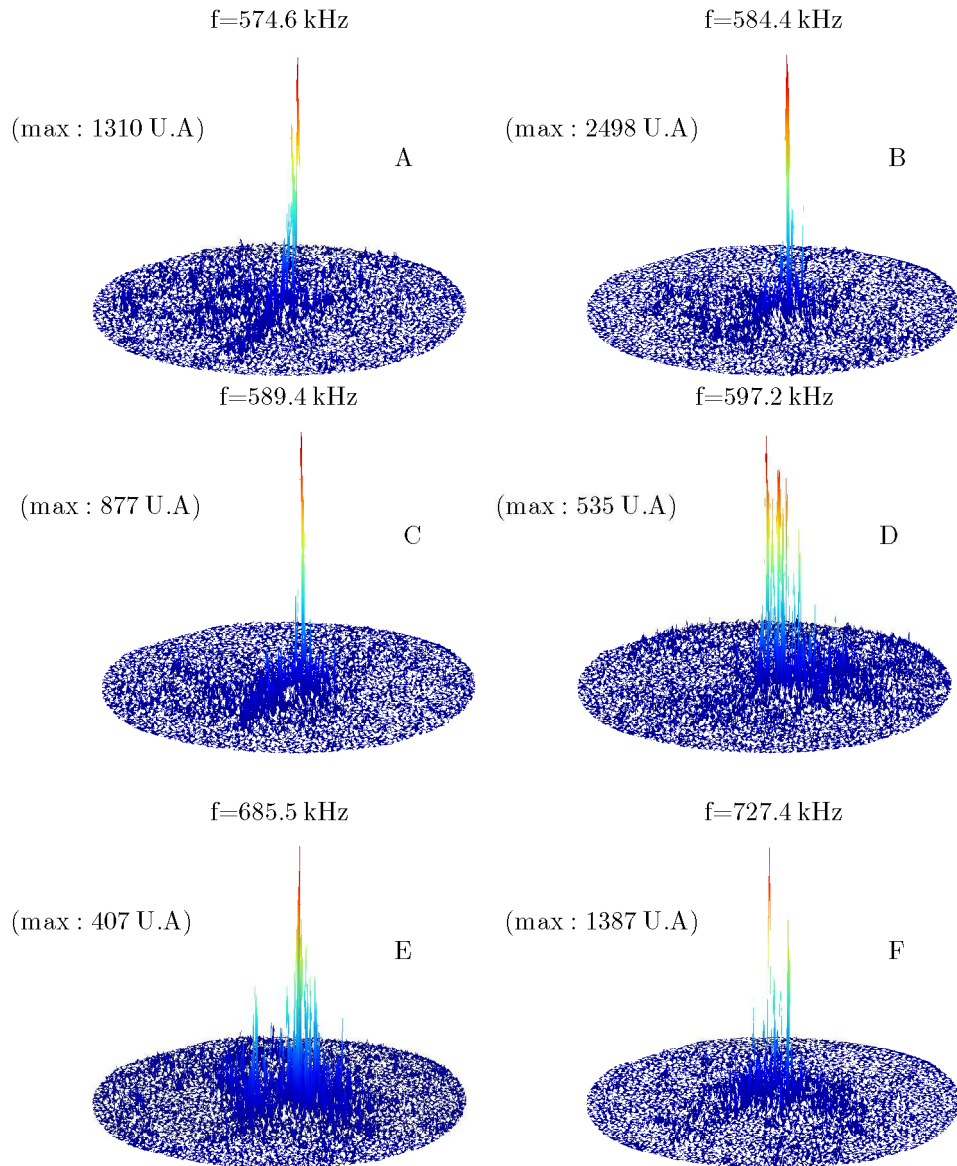 f=574.6 kHz
f=584.4 kHz
(max : 1310 U.A)
(max : 2498 U.A)
A
B
f=589.4 kHz
f=597.2 kHz
(max : 877 U.A)
(max : 535 U.A)
C
D
f=685.5 kHz
f=727.4 kHz
(max : 407 U.A)
(max : 1387 U.A)
E
F